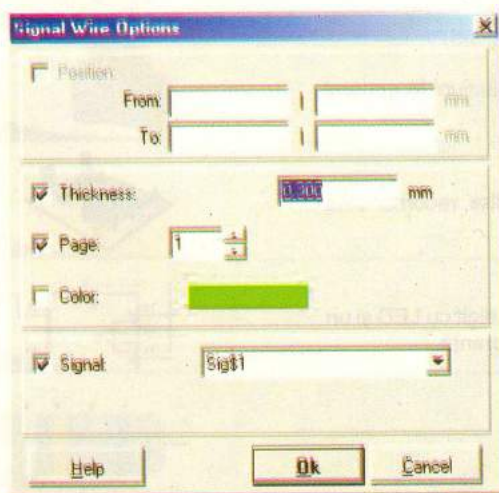 Signal Wire Options
Position:
From: | mm
To: | mm
Thickness: 0.300 mm
Page: 1
Color:
Signal: Sig$1
Help Ok Cancel